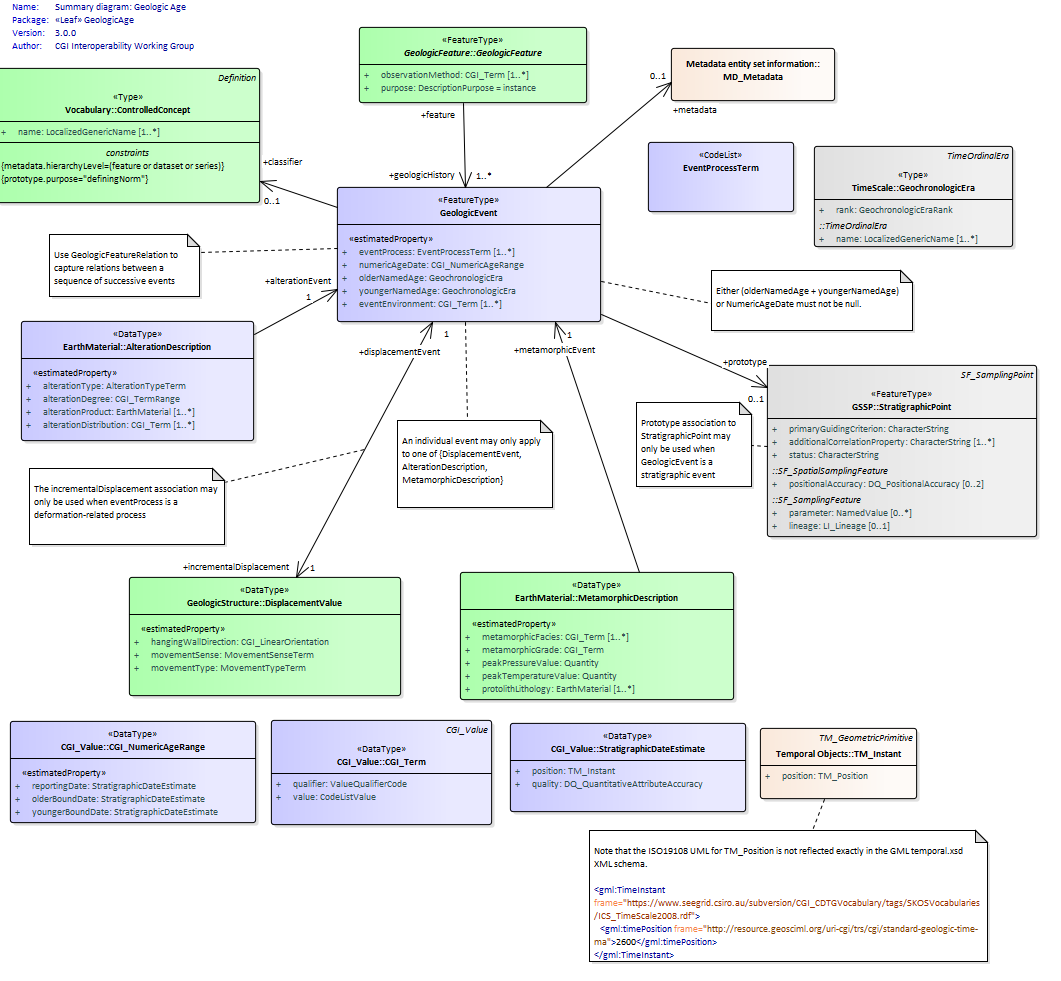 Name: Summary diagram: Geologic Age
Package: «Leaf» GeologicAge
Version: 3.0.0
Author: CGI Interoperability Working Group
«FeatureType»
GeologicFeature::GeologicFeature
+ observationMethod: CGI_Term [1..*]
+ purpose: DescriptionPurpose = instance
Metadata entity set information::
MD_Metadata
0..1
+metadata
Definition
«Type»
Vocabulary::ControlledConcept
+ name: LocalizedGenericName [1..*]
constraints
{metadata.hierarchyLevel=(feature or dataset or series)}
{prototype.purpose="definingNorm"}
+classifier
0..1
+feature
+geologicHistory
1..*
«CodeList»
EventProcessTerm
TimeOrdinalEra
«Type»
TimeScale::GeochronologicEra
+ rank: GeochronologicEraRank
::TimeOrdinalEra
+ name: LocalizedGenericName [1..*]
«FeatureType»
GeologicEvent
«estimatedProperty»
+ eventProcess: EventProcessTerm [1..*]
+ numericAgeDate: CGI_NumericAgeRange
+ olderNamedAge: GeochronologicEra
+ youngerNamedAge: GeochronologicEra
+ eventEnvironment: CGI_Term [1..*]
Use GeologicFeatureRelation to
capture relations between a
sequence of successive events
+alterationEvent
1
Either (olderNamedAge + youngerNamedAge)
or NumericAgeDate must not be null.
«DataType»
EarthMaterial::AlterationDescription
«estimatedProperty»
+ alterationType: AlterationTypeTerm
+ alterationDegree: CGI_TermRange
+ alterationProduct: EarthMaterial [1..*]
+ alterationDistribution: CGI_Term [1..*]
1
+displacementEvent
1
+metamorphicEvent
+prototype
0..1
SF_SamplingPoint
«FeatureType»
GSSP::StratigraphicPoint
+ primaryGuidingCriterion: CharacterString
+ additionalCorrelationProperty: CharacterString [1..*]
+ status: CharacterString
::SF_SpatialSamplingFeature
+ positionalAccuracy: DQ_PositionalAccuracy [0..2]
::SF_SamplingFeature
+ parameter: NamedValue [0..*]
+ lineage: LI_Lineage [0..1]
Prototype association to
StratigraphicPoint may
only be used when
GeologicEvent is a
stratigraphic event
An individual event may only apply
to one of {DisplacementEvent,
AlterationDescription,
MetamorphicDescription}
The incrementalDisplacement association may
only be used when eventProcess is a
deformation-related process
+incrementalDisplacement
1
«DataType»
GeologicStructure::DisplacementValue
«estimatedProperty»
+ hangingWallDirection: CGI_LinearOrientation
+ movementSense: MovementSenseTerm
+ movementType: MovementTypeTerm
«DataType»
EarthMaterial::MetamorphicDescription
«estimatedProperty»
+ metamorphicFacies: CGI_Term [1..*]
+ metamorphicGrade: CGI_Term
+ peakPressureValue: Quantity
+ peakTemperatureValue: Quantity
+ protolithLithology: EarthMaterial [1..*]
«DataType»
CGI_Value::CGI_NumericAgeRange
«estimatedProperty»
+ reportingDate: StratigraphicDateEstimate
+ olderBoundDate: StratigraphicDateEstimate
+ youngerBoundDate: StratigraphicDateEstimate
CGI_Value
«DataType»
CGI_Value::CGI_Term
+ qualifier: ValueQualifierCode
+ value: CodeListValue
«DataType»
CGI_Value::StratigraphicDateEstimate
+ position: TM_Instant
+ quality: DQ_QuantitativeAttributeAccuracy
TM_GeometricPrimitive
Temporal Objects::TM_Instant
+ position: TM_Position
Note that the ISO19108 UML for TM_Position is not reflected exactly in the GML temporal.xsd
XML schema.
<gml:TimeInstant
frame="https://www.seegrid.csiro.au/subversion/CGI_CDTGVocabulary/tags/SKOSVocabularies
/ICS_TimeScale2008.rdf">
<gml:timePosition frame="http://resource.geosciml.org/uri-cgi/trs/cgi/standard-geologic-time-
ma">2600</gml:timePosition>
</gml:TimeInstant>